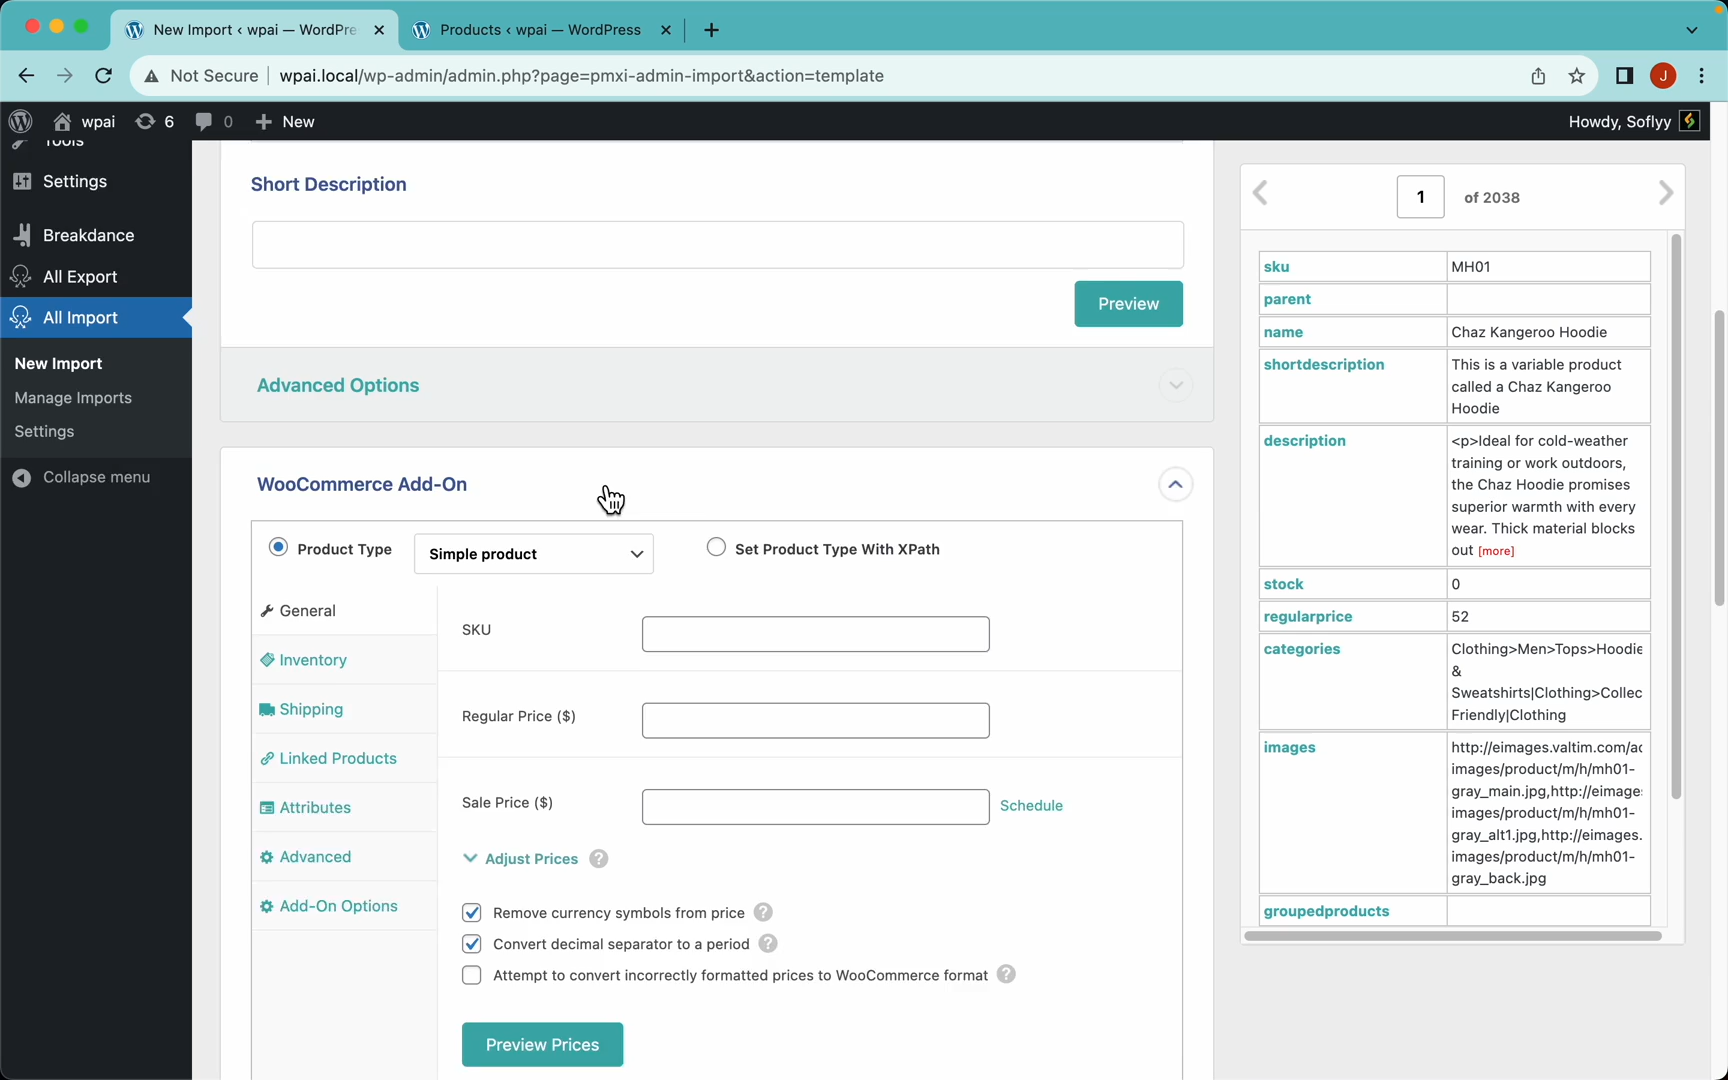 New Import ‹ wpai — WordPre
Products ‹ wpai — WordPress
Not Secure
wpai.local/wp-admin/admin.php?page=pmxi-admin-import&action=template
J
wpai
6
0
New
Howdy, Soflyy
Tools
Settings
Breakdance
All Export
All Import
New Import
Manage Imports
Settings
Collapse menu
Short Description
Preview
Advanced Options
WooCommerce Add-On
Product Type
Simple product
Set Product Type With XPath
General
Inventory
Shipping
Linked Products
Attributes
Advanced
Add-On Options
SKU
Regular Price ($)
Sale Price ($)
Schedule
Adjust Prices ?
Remove currency symbols from price ?
Convert decimal separator to a period ?
Attempt to convert incorrectly formatted prices to WooCommerce format ?
Preview Prices
1 of 2038
sku MH01
parent
name Chaz Kangeroo Hoodie
shortdescription This is a variable product
called a Chaz Kangeroo
Hoodie
description <p>Ideal for cold-weather
training or work outdoors,
the Chaz Hoodie promises
superior warmth with every
wear. Thick material blocks
out [more]
stock 0
regularprice 52
categories Clothing>Men>Tops>Hoodie
&
Sweatshirts|Clothing>Collec
Friendly|Clothing
images http://eimages.valtim.com/ac
images/product/m/h/mh01-
gray_main.jpg,http://eimage
images/product/m/h/mh01-
gray_alt1.jpg,http://eimages.
images/product/m/h/mh01-
gray_back.jpg
groupedproducts